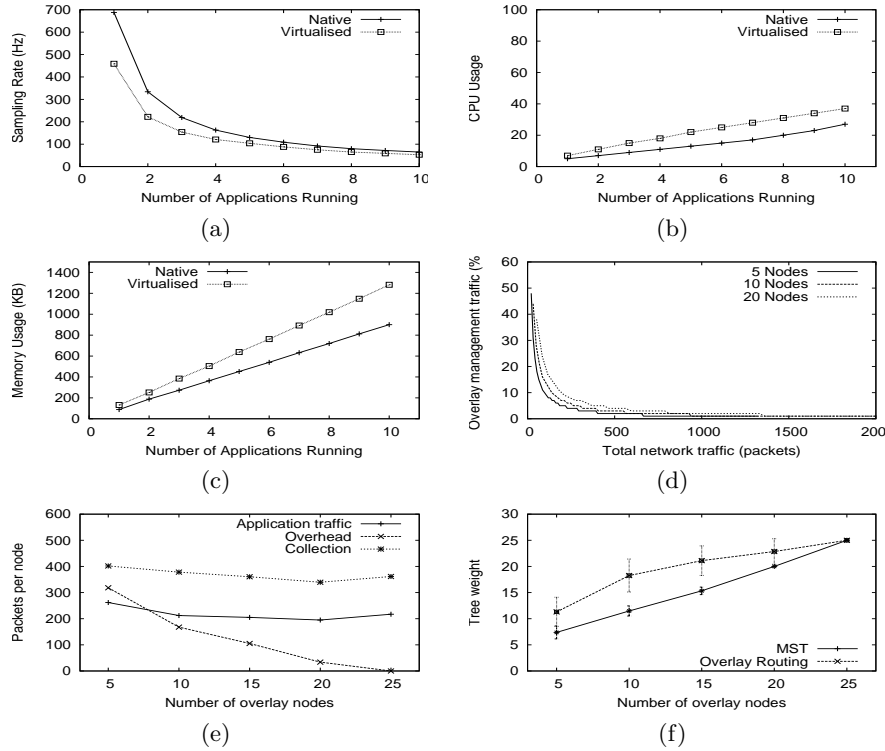 700
600
500
400
300
200
100
0
0 2 4 6 8 10
Sampling Rate (Hz)
Number of Applications Running
Native
Virtualised
(a)
100
80
60
40
20
0
0 2 4 6 8 10
CPU Usage
Number of Applications Running
Native
Virtualised
(b)
1400
1200
1000
800
600
400
200
0
0 2 4 6 8 10
Memory Usage (KB)
Number of Applications Running
Native
Virtualised
(c)
60
50
40
30
20
10
0
0 500 1000 1500 200
Overlay management traffic (%
Total network traffic (packets)
5 Nodes
10 Nodes
20 Nodes
(d)
600
500
400
300
200
100
0
5 10 15 20 25
Packets per node
Number of overlay nodes
Application traffic
Overhead
Collection
(e)
30
25
20
15
10
5
0
5 10 15 20 25
Tree weight
Number of overlay nodes
MST
Overlay Routing
(f)